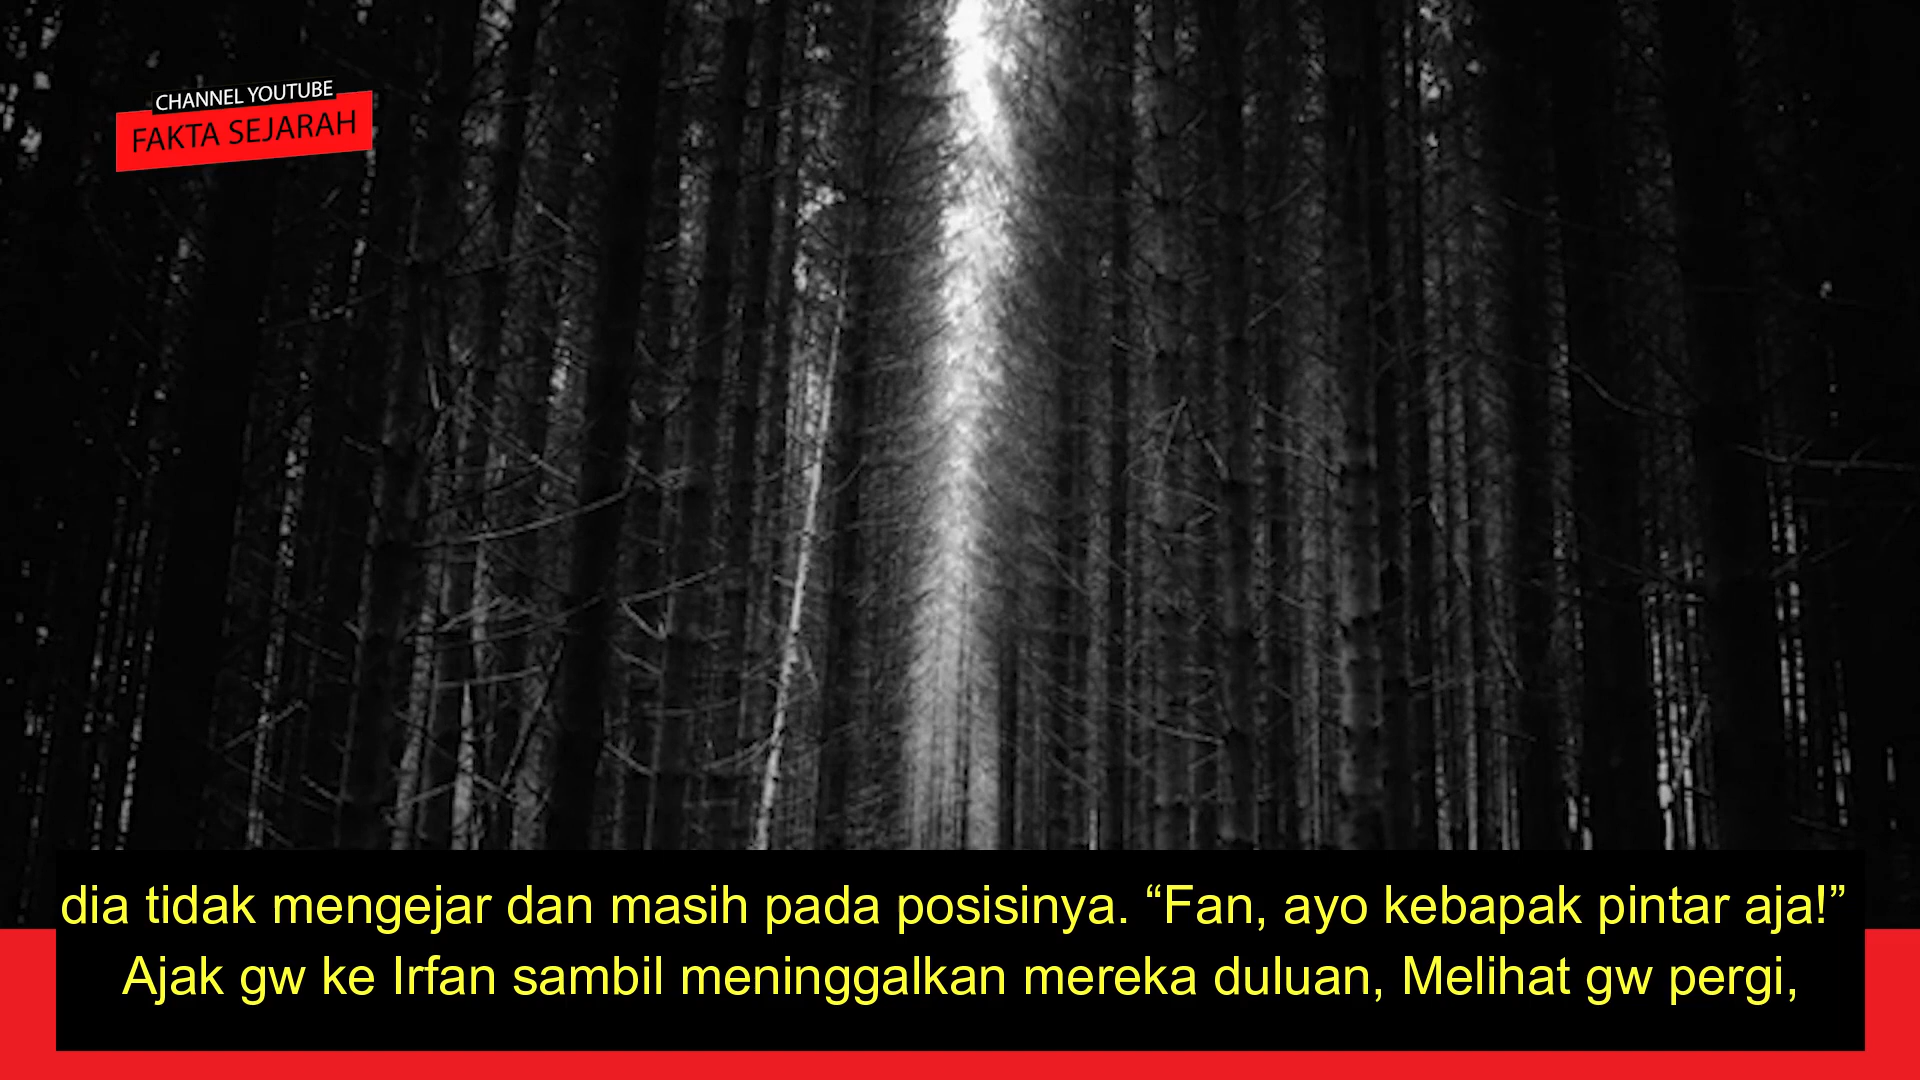 CHANNEL YOUTUBE
FAKTA SEJARAH
dia tidak mengejar dan masih pada posisinya. “Fan, ayo kebapak pintar aja!”
Ajak gw ke Irfan sambil meninggalkan mereka duluan, Melihat gw pergi,